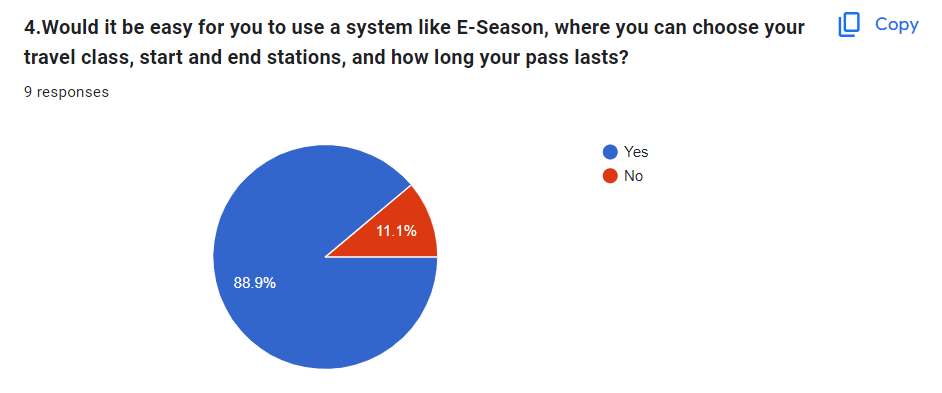 4.Would it be easy for you to use a system like E-Season, where you can choose your
travel class, start and end stations, and how long your pass lasts?
Copy
9 responses
Yes
No
11.1%
88.9%